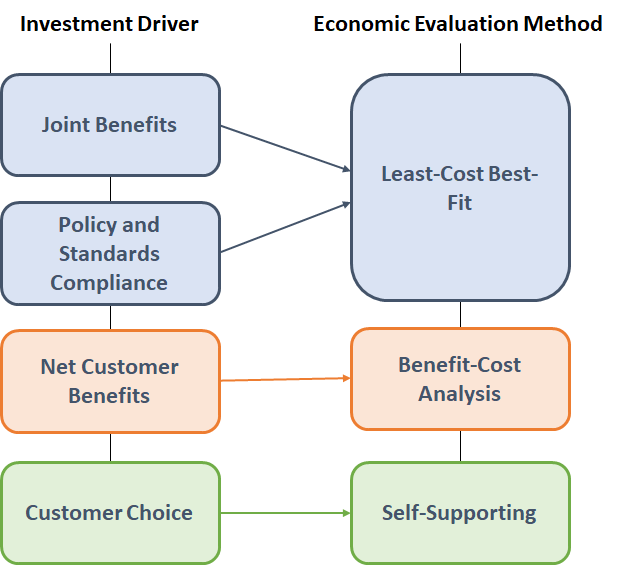 Investment Driver
Economic Evaluation Method
Joint Benefits
Least-Cost Best-
Fit
Policy and
Standards
Compliance
Net Customer
Benefits
Benefit-Cost
Analysis
Customer Choice
Self-Supporting